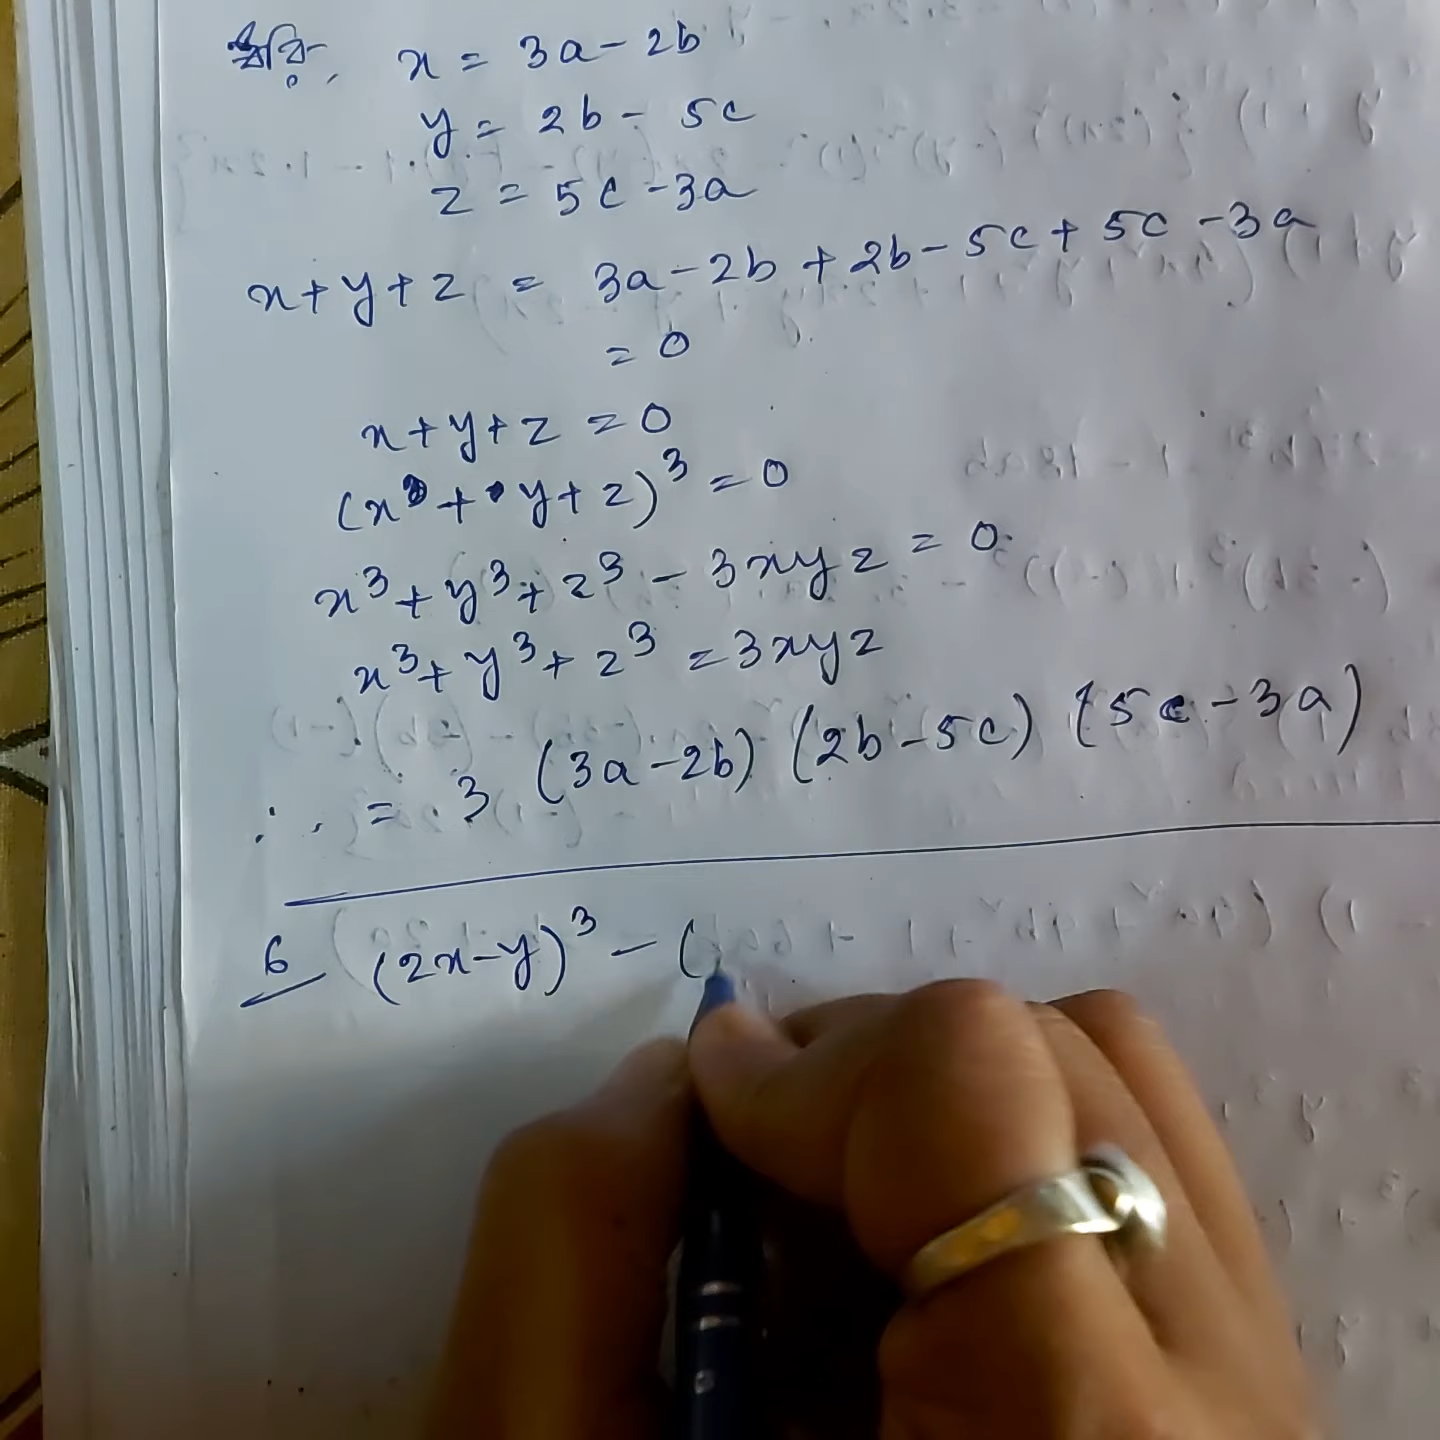 ধরি, x = 3a - 2b
y = 2b - 5c
z = 5c - 3a
x + y + z = 3a - 2b + 2b - 5c + 5c - 3a
= 0
x + y + z = 0
(x + y + z)³ = 0
x³ + y³ + z³ - 3xyz = 0
x³ + y³ + z³ = 3xyz
∴ = 3 (3a - 2b) (2b - 5c) (5c - 3a)
6 (2x - y)³ - (